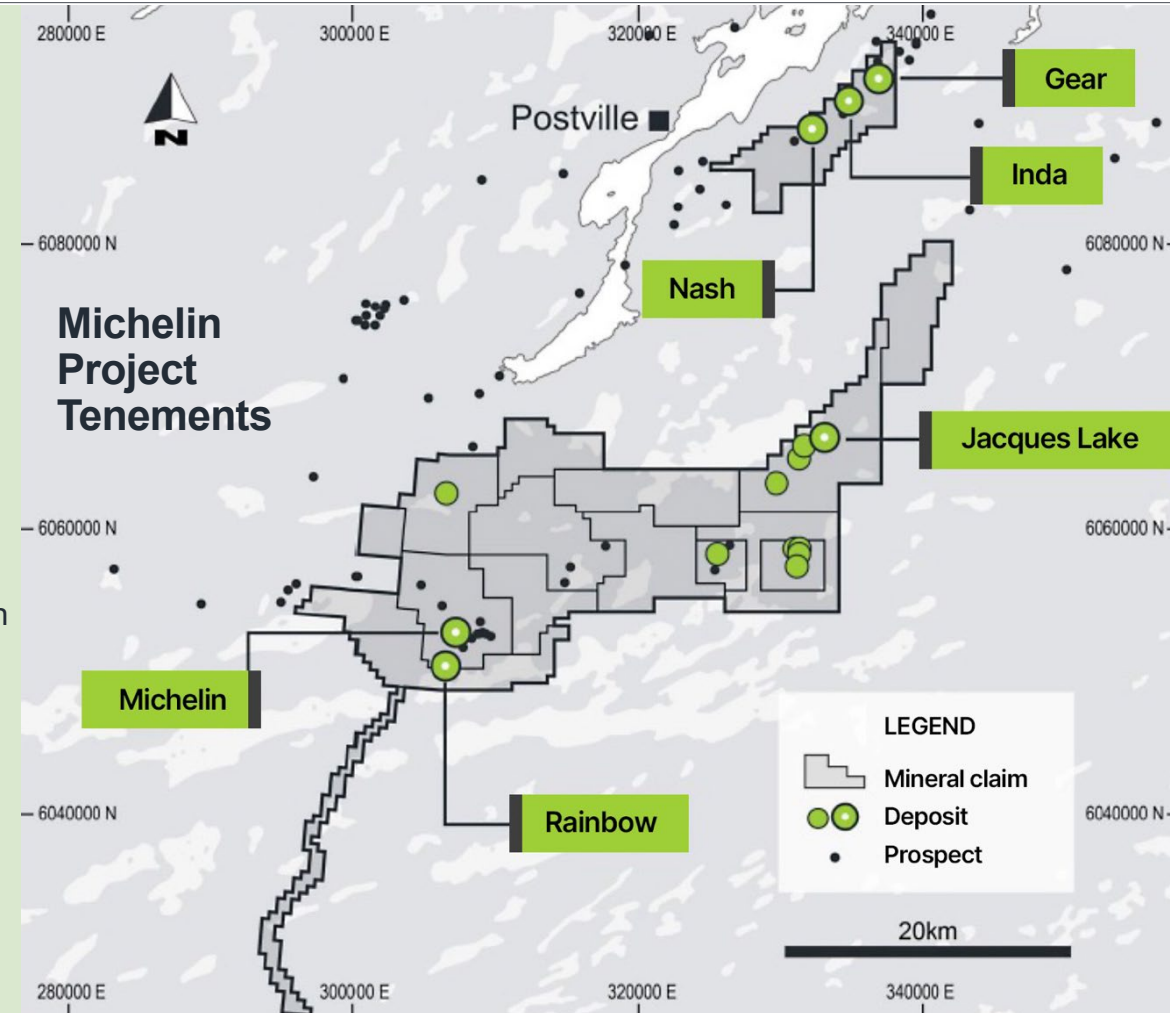 280000 E
300000 E
320000 E
340000 E
Gear
N
Postville
Inda
6080000 N
6080000 N
Nash
Michelin
Project
Tenements
Jacques Lake
6060000 N
6060000 N
n
Michelin
LEGEND
Mineral claim
Deposit
Prospect
Rainbow
6040000 N
6040000 N
20km
280000 E
300000 E
320000 E
340000 E